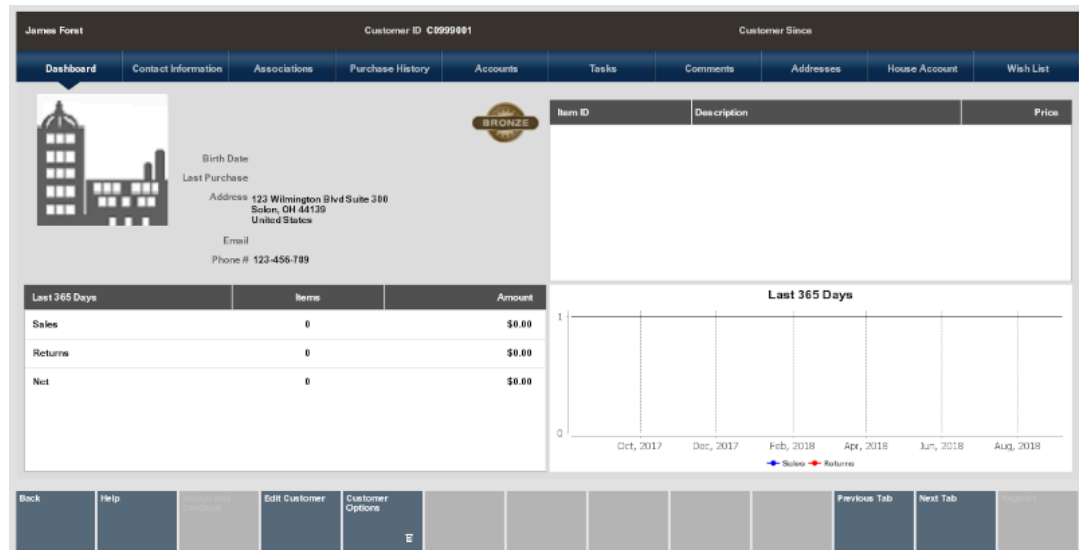 James Forst Customer ID C0999001 Customer Since
Dashboard Contact Information Associations Purchase History Accounts Tasks Comments Addresses House Account Wish List
BRONZE
Birth Date
Last Purchase
Address 123 Wilmington Blvd Suite 300
Solon, OH 44139
United States
Email
Phone # 123-456-789
Item ID Description Price
Last 365 Days Items Amount
Sales 0 $0.00
Returns 0 $0.00
Net 0 $0.00
Last 365 Days
1
0
Oct, 2017 Dec, 2017 Feb, 2018 Apr, 2018 Jun, 2018 Aug, 2018
Sales Returns
Back Help Edit Customer Customer Options Previous Tab Next Tab